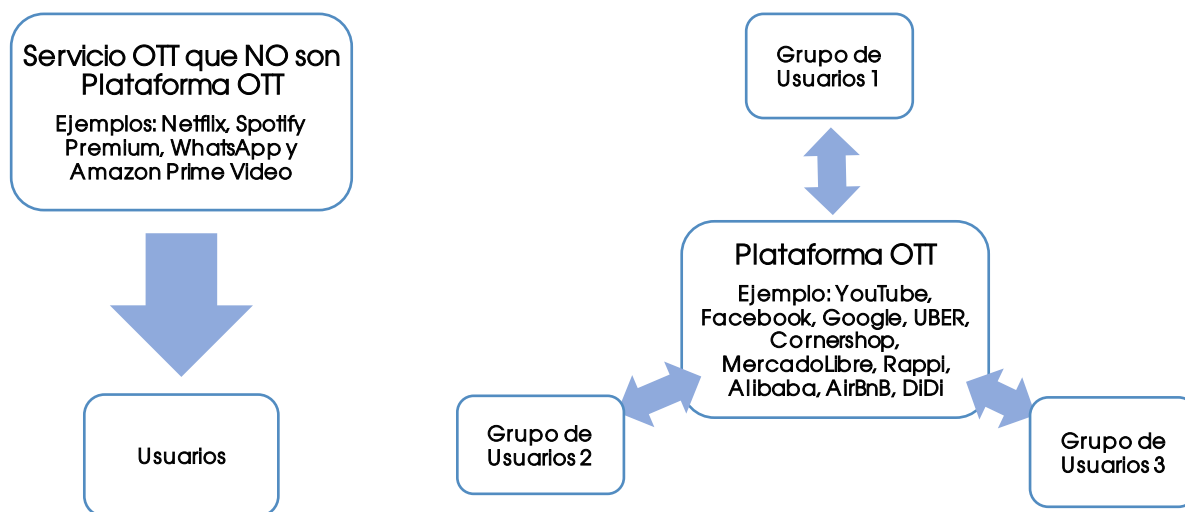 Servicio OTT que NO son
Plataforma OTT
Ejemplos: Netflix, Spotify
Premium, WhatsApp y
Amazon Prime Video
Usuarios
Grupo de
Usuarios 1
Plataforma OTT
Ejemplo: YouTube,
Facebook, Google, UBER,
Cornershop,
MercadoLibre, Rappi,
Alibaba, AirBnB, DiDi
Grupo de
Usuarios 2
Grupo de
Usuarios 3